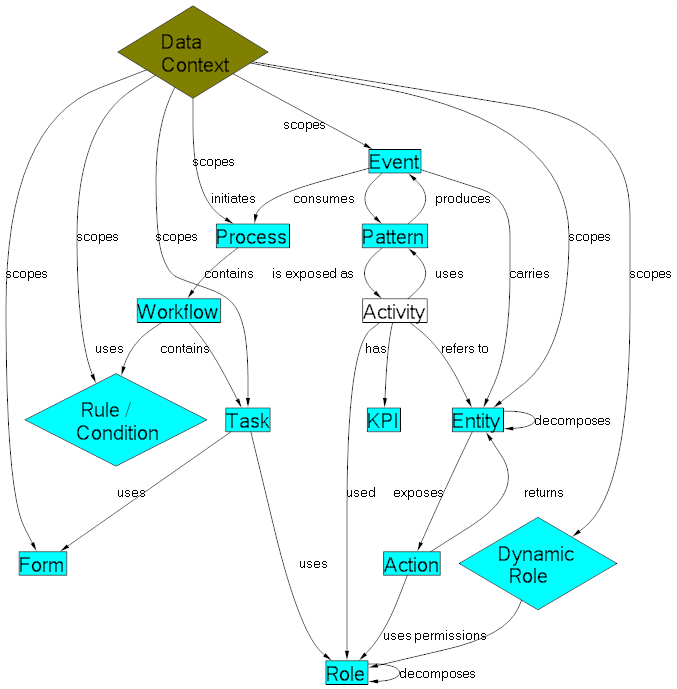 Data
Context
scopes
Event
scopes
initiates
consumes
produces
Process
Pattern
scopes
scopes
scopes
scopes
contains
is exposed as
uses
carries
scopes
Workflow
Activity
uses
contains
has
refers to
Rule /
Condition
Task
KPI
Entity
decomposes
uses
used
exposes
returns
Form
uses
Action
Dynamic
Role
uses permissions
Role
decomposes